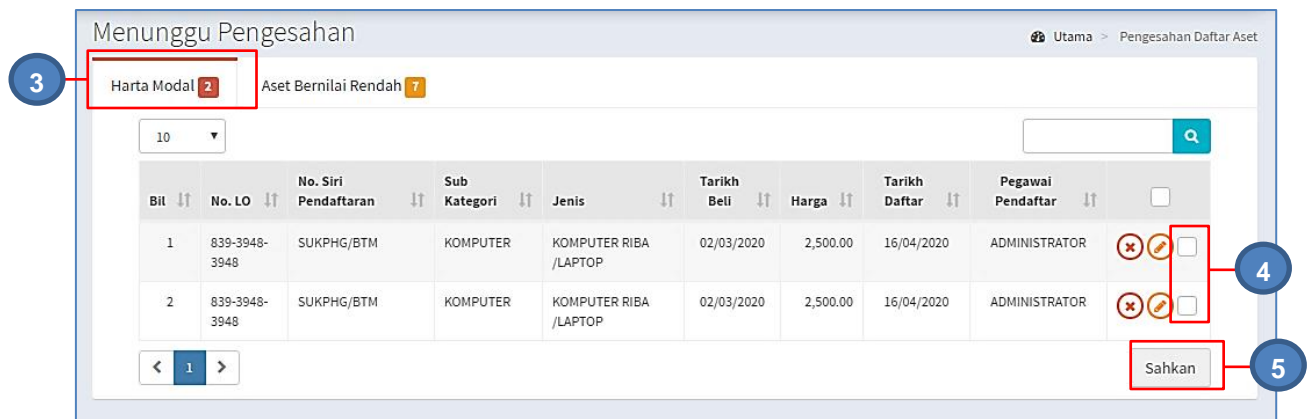 Menunggu Pengesahan
Utama > Pengesahan Daftar Aset
3
Harta Modal 2 Aset Bernilai Rendah 7
10
Bil No. LO No. Siri Pendaftaran Sub Kategori Jenis Tarikh Beli Harga Tarikh Daftar Pegawai Pendaftar
1 839-3948-3948 SUKPHG/BTM KOMPUTER KOMPUTER RIBA /LAPTOP 02/03/2020 2,500.00 16/04/2020 ADMINISTRATOR
4
2 839-3948-3948 SUKPHG/BTM KOMPUTER KOMPUTER RIBA /LAPTOP 02/03/2020 2,500.00 16/04/2020 ADMINISTRATOR
< 1 > Sahkan
5